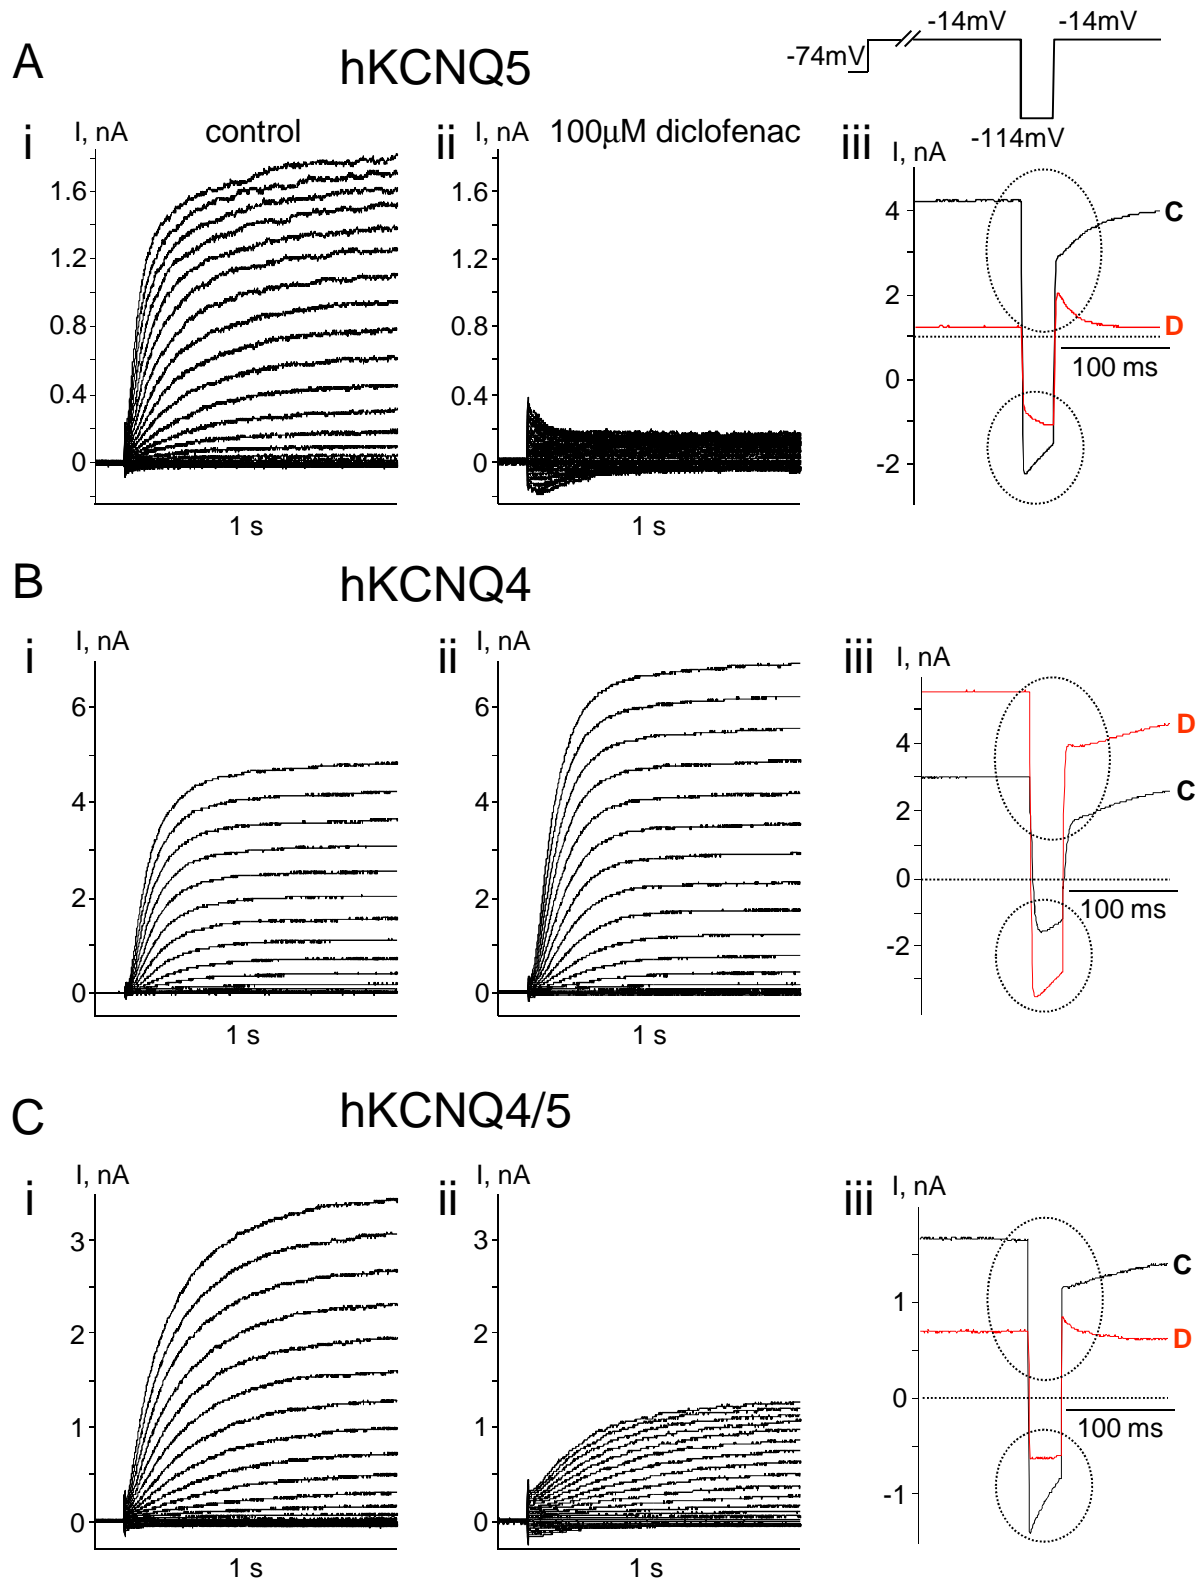 -14mV -14mV
A hKCNQ5
-74mV
i I, nA control ii I, nA 100μM diclofenac -114mV iii I, nA
1.6 1.6
4 C
1.2 1.2
2
0.8 0.8
D
100 ms
0.4 0.4
0
0 0
-2
1 s 1 s
B hKCNQ4
i I, nA ii I, nA iii I, nA
6 6
D
4
4 4
C
2
2 2
0
100 ms
-2
0 0
1 s 1 s
C hKCNQ4/5
i I, nA ii I, nA iii I, nA
3 3
C
1
2 2
D
0
100 ms
1 1
-1
0 0
1 s 1 s